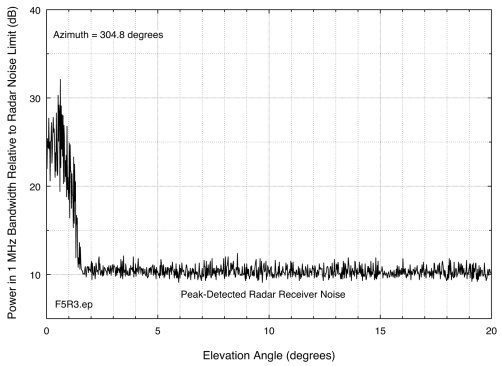 Power in 1 MHz Bandwidth Relative to Radar Noise Limit (dB)
40
30
20
10
Azimuth = 304.8 degrees
Peak-Detected Radar Receiver Noise
F5R3.ep
0
5
10
15
20
Elevation Angle (degrees)